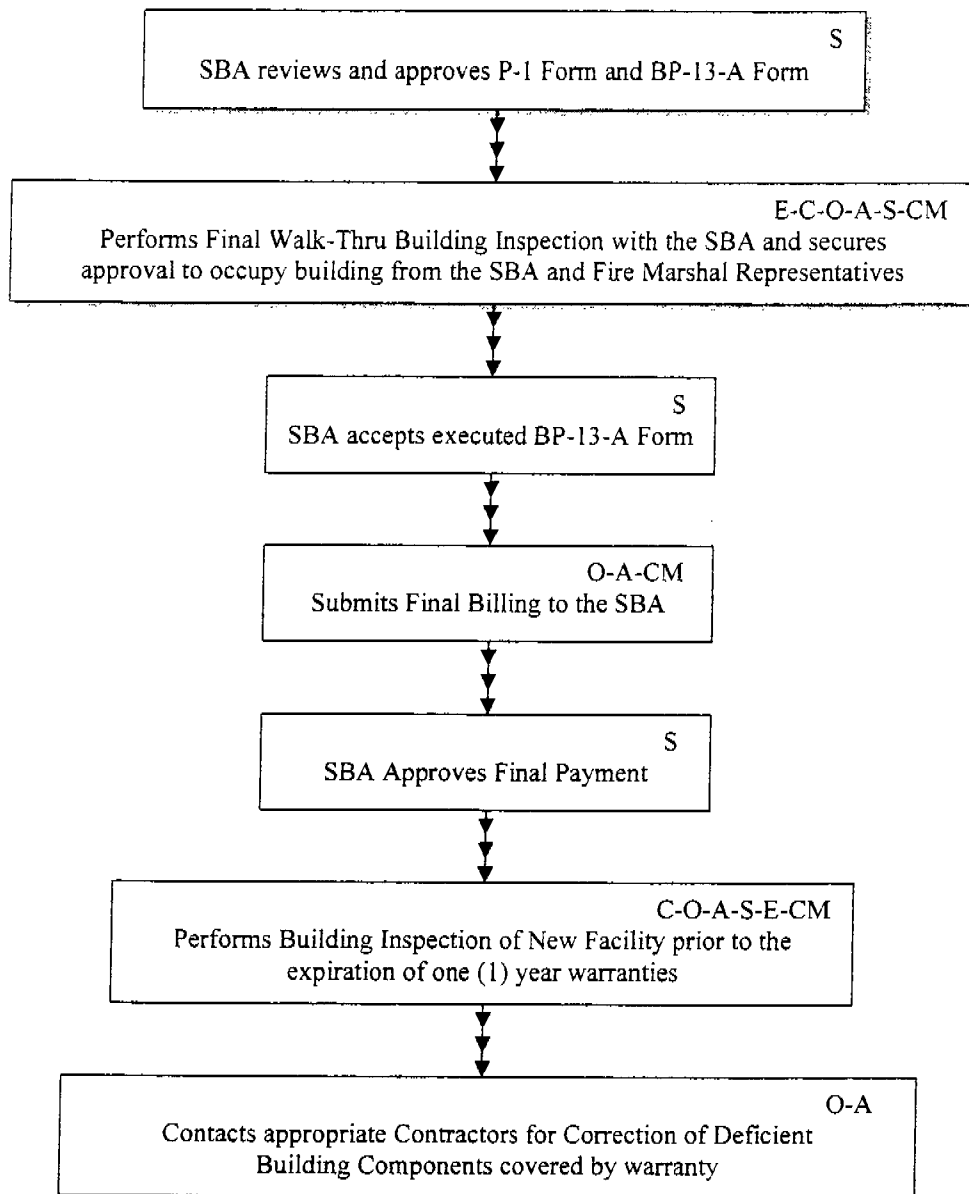 S
SBA reviews and approves P-1 Form and BP-13-A Form
E-C-O-A-S-CM
Performs Final Walk-Thru Building Inspection with the SBA and secures
approval to occupy building from the SBA and Fire Marshal Representatives
S
SBA accepts executed BP-13-A Form
O-A-CM
Submits Final Billing to the SBA
S
SBA Approves Final Payment
C-O-A-S-E-CM
Performs Building Inspection of New Facility prior to the
expiration of one (1) year warranties
O-A
Contacts appropriate Contractors for Correction of Deficient
Building Components covered by warranty